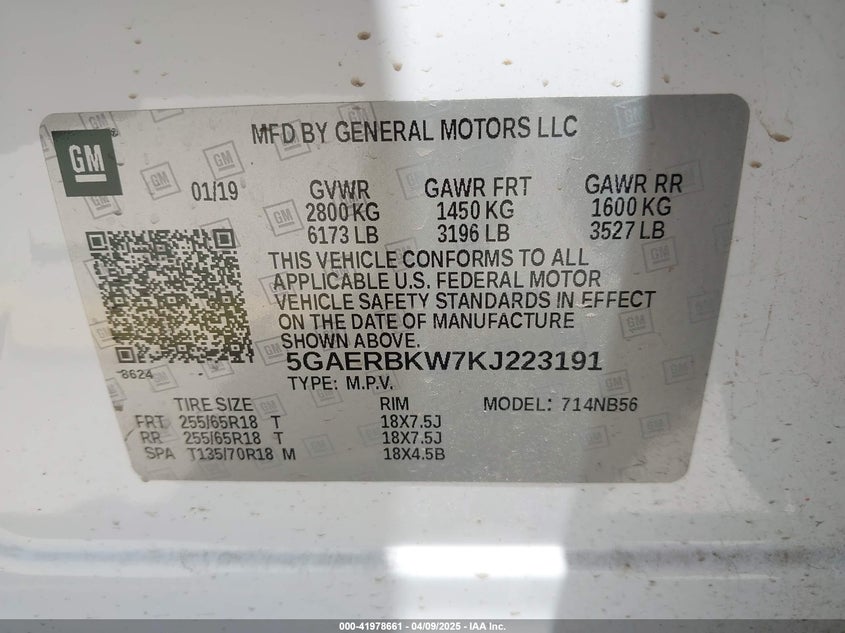 MFD BY GENERAL MOTORS LLC
GM
01/19 GVWR GAWR FRT GAWR RR
2800 KG 1450 KG 1600 KG
6173 LB 3196 LB 3527 LB
THIS VEHICLE CONFORMS TO ALL
APPLICABLE U.S. FEDERAL MOTOR
VEHICLE SAFETY STANDARDS IN EFFECT
ON THE DATE OF MANUFACTURE
SHOWN ABOVE.
8624
5GAERBKW7KJ223191
TYPE: M.P.V.
TIRE SIZE RIM MODEL: 714NB56
FRT 255/65R18 T 18X7.5J
RR 255/65R18 T 18X7.5J
SPA T135/70R18 M 18X4.5B
000-41978661 | 04/09/2025 - IAA Inc.